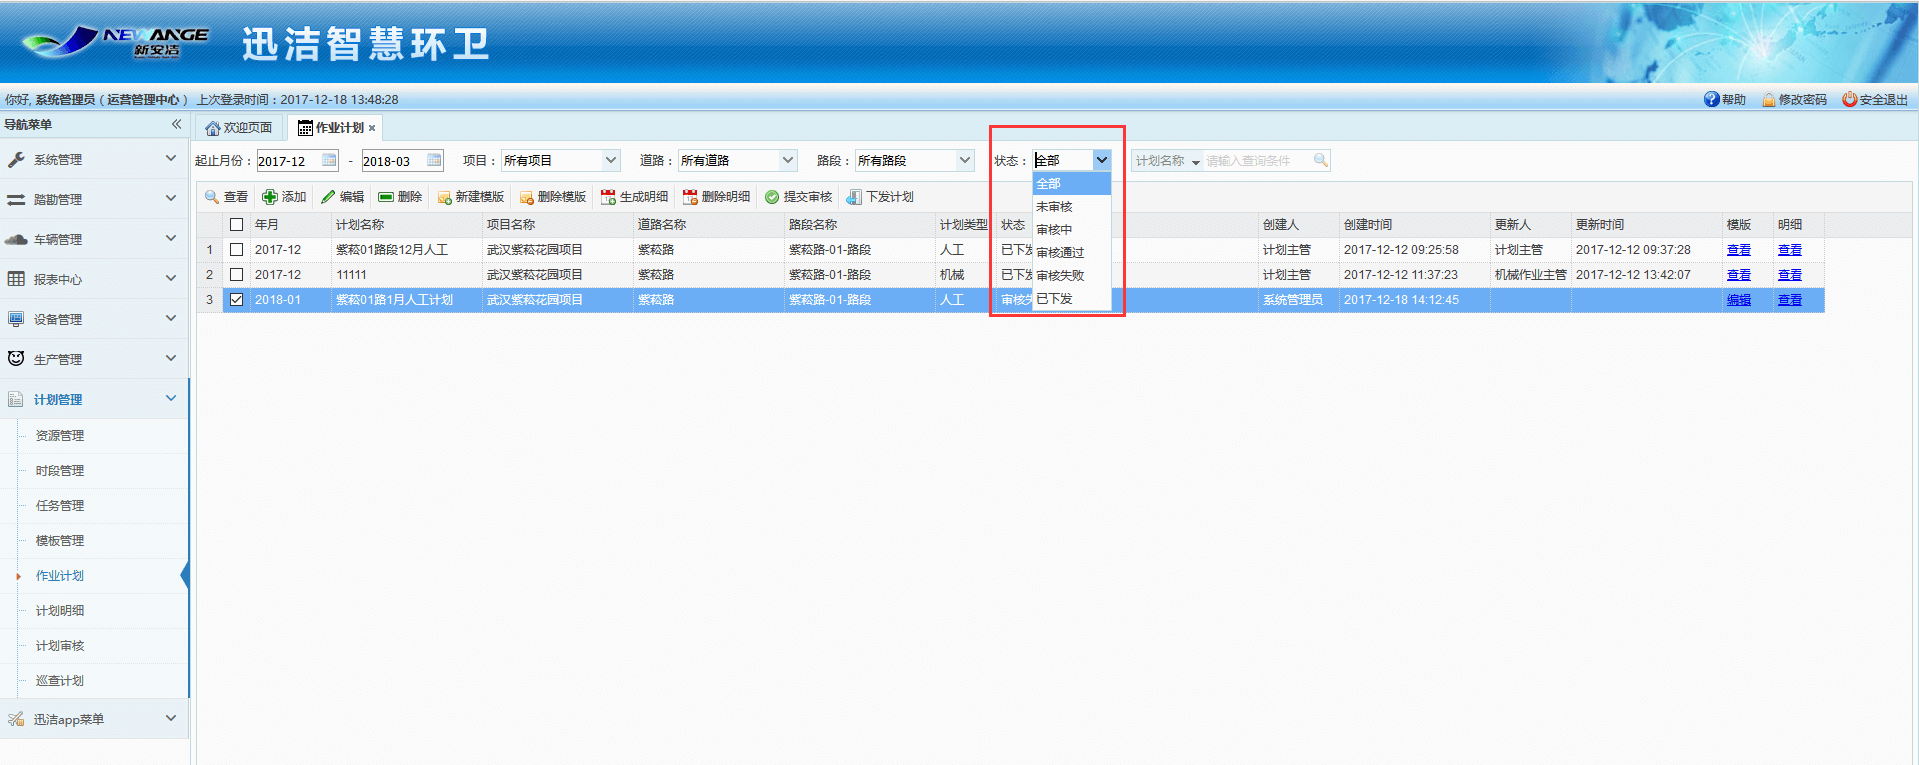 NEWANGE
新安洁
迅洁智慧环卫
你好, 系统管理员 ( 运营管理中心 ) 上次登录时间 : 2017-12-18 13:48:28
帮助 修改密码 安全退出
导航菜单
欢迎页面 作业计划
起止月份 : 2017-12 - 2018-03 项目 : 所有项目 道路 : 所有道路 路段 : 所有路段 状态 : 全部 计划名称 请输入查询条件
全部
未审核
审核中
审核通过
审核失败
已下发
查看 添加 编辑 删除 新建模版 删除模版 生成明细 删除明细 提交审核 下发计划
年月 计划名称 项目名称 道路名称 路段名称 计划类型 状态 创建人 创建时间 更新人 更新时间 模版 明细
1 2017-12 紫菘01路段12月人工 武汉紫菘花园项目 紫菘路 紫菘路-01-路段 人工 已下发 计划主管 2017-12-12 09:25:58 计划主管 2017-12-12 09:37:28 查看 查看
2 2017-12 11111 武汉紫菘花园项目 紫菘路 紫菘路-01-路段 机械 已下发 计划主管 2017-12-12 11:37:23 机械作业主管 2017-12-12 13:42:07 查看 查看
3 2018-01 紫菘01路1月人工计划 武汉紫菘花园项目 紫菘路 紫菘路-01-路段 人工 审核失 系统管理员 2017-12-18 14:12:45 编辑 查看
系统管理
踏勘管理
车辆管理
报表中心
设备管理
生产管理
计划管理
资源管理
时段管理
任务管理
模板管理
作业计划
计划明细
计划审核
巡查计划
迅洁app菜单